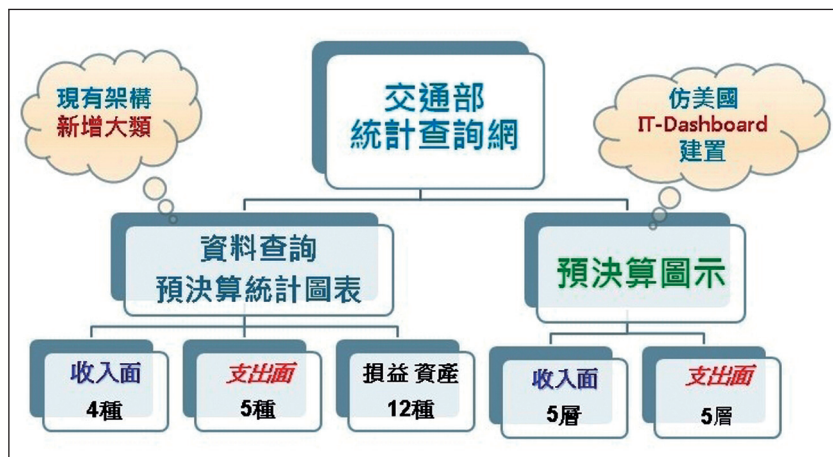 現有架構
新增大類
交通部
統計查詢網
仿美國
IT-Dashboard
建置
資料查詢
預決算統計圖表
預決算圖示
收入面
4種
支出面
5種
損益 資產
12種
收入面
5層
支出面
5層